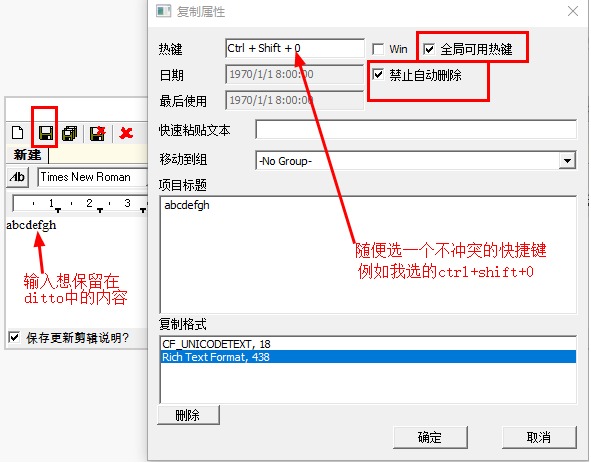 复制属性
热键
Ctrl + Shift + 0
Win
全局可用热键
日期
1970/1/1 8:00:00
禁止自动删除
最后使用
1970/1/1 8:00:00
快速粘贴文本
移动到组
-No Group-
项目标题
abcdefgh
随便选一个不冲突的快捷键
例如我选的ctrl+shift+0
复制格式
CF_UNICODETEXT, 18
Rich Text Format, 438
删除
确定
取消
新建
Ab
Times New Roman
1
2
3
abcdefgh
输入想保留在
ditto中的内容
保存更新剪辑说明?